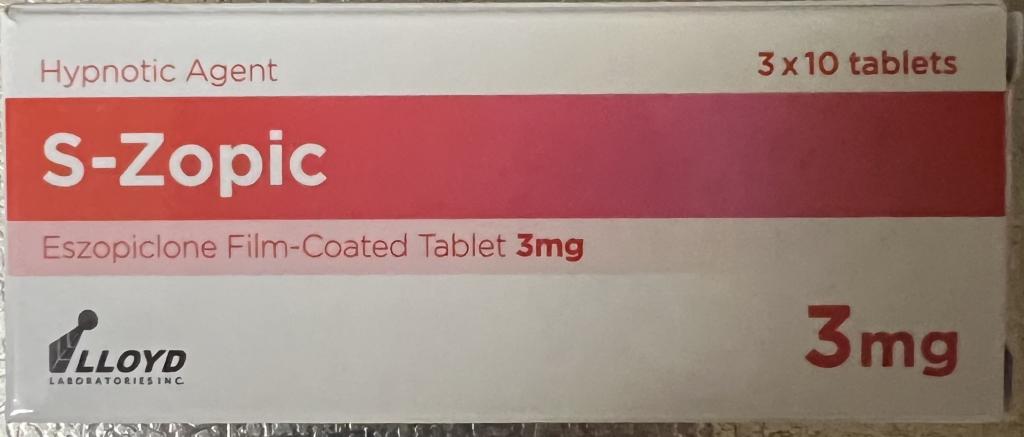 Hypnotic Agent
3 x 10 tablets
S-Zopic
Eszopiclone Film-Coated Tablet 3mg
LLOYD
LABORATORIES INC.
3mg